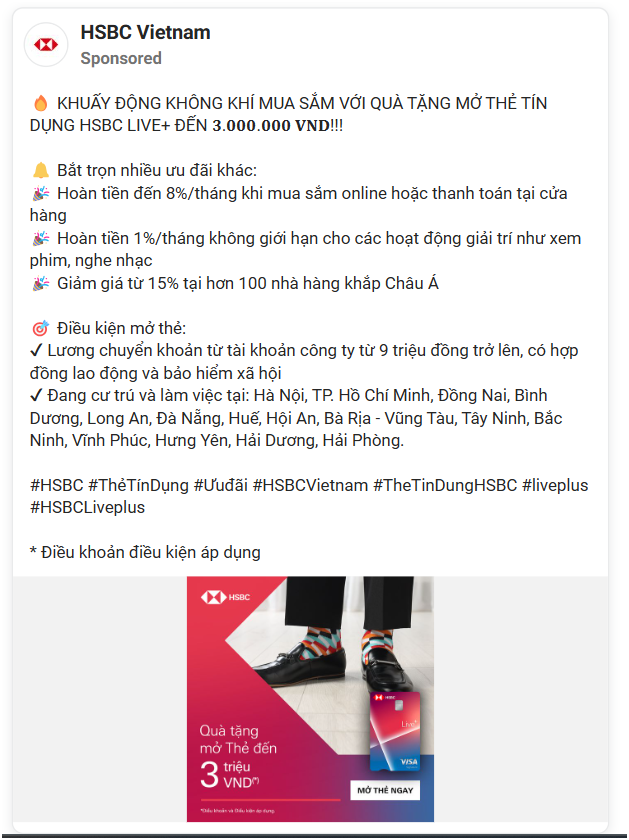 HSBC Vietnam
Sponsored
🔥 KHUẤY ĐỘNG KHÔNG KHÍ MUA SẮM VỚI QUÀ TẶNG MỞ THẺ TÍN
DỤNG HSBC LIVE+ ĐẾN 𝟑.𝟎𝟎𝟎.𝟎𝟎𝟎 𝐕𝐍𝐃!!!
🔔 Bắt trọn nhiều ưu đãi khác:
🎉 Hoàn tiền đến 8%/tháng khi mua sắm online hoặc thanh toán tại cửa
hàng
🎉 Hoàn tiền 1%/tháng không giới hạn cho các hoạt động giải trí như xem
phim, nghe nhạc
🎉 Giảm giá từ 15% tại hơn 100 nhà hàng khắp Châu Á
🎯 Điều kiện mở thẻ:
✔ Lương chuyển khoản từ tài khoản công ty từ 9 triệu đồng trở lên, có hợp
đồng lao động và bảo hiểm xã hội
✔ Đang cư trú và làm việc tại: Hà Nội, TP. Hồ Chí Minh, Đồng Nai, Bình
Dương, Long An, Đà Nẵng, Huế, Hội An, Bà Rịa - Vũng Tàu, Tây Ninh, Bắc
Ninh, Vĩnh Phúc, Hưng Yên, Hải Dương, Hải Phòng.
#HSBC #ThẻTínDụng #Ưuđãi #HSBCVietnam #TheTinDungHSBC #liveplus
#HSBCLiveplus
* Điều khoản điều kiện áp dụng
HSBC
HSBC
Live+
VISA
Quà tặng
mở Thẻ đến
3 triệu
VND(*)
MỞ THẺ NGAY
*Điều khoản và Điều kiện áp dụng.